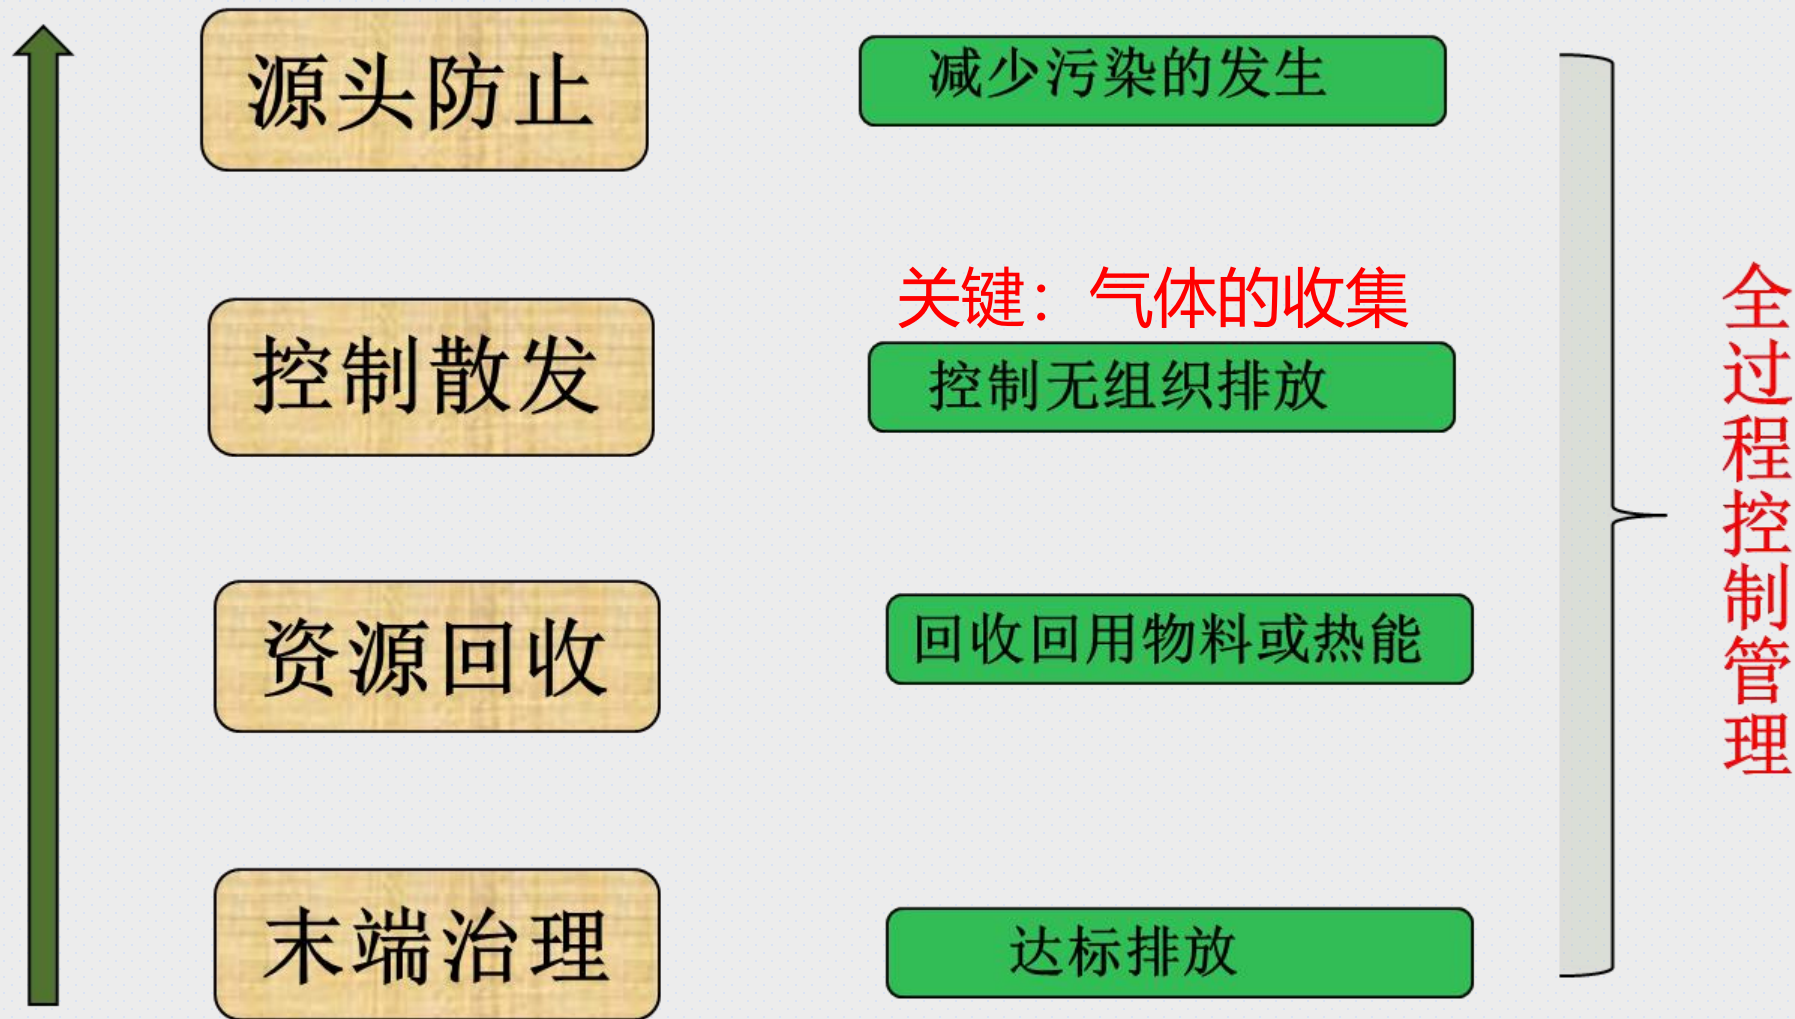 源头防止
减少污染的发生
关键：气体的收集
控制散发
控制无组织排放
资源回收
回收回用物料或热能
末端治理
达标排放
全过程控制管理